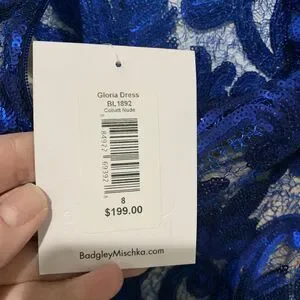 Gloria Dress
BL1892
Cobalt Nude
8
$199.00
BadgleyMischka.com